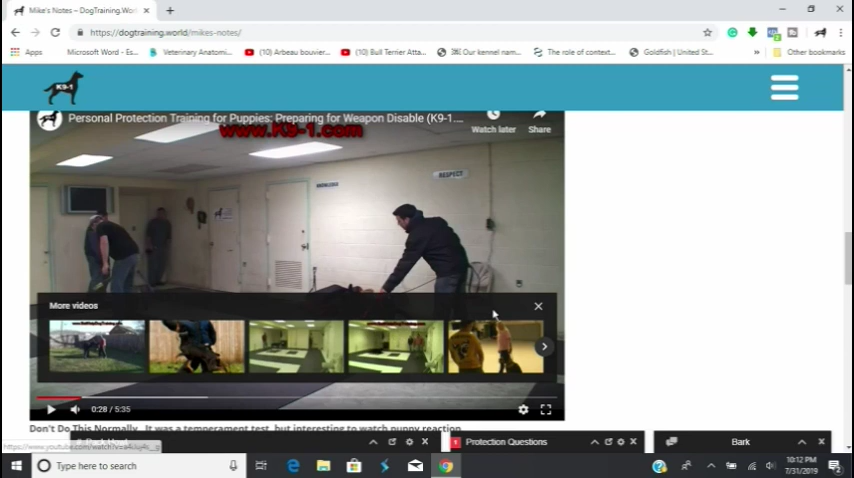 Mike's Notes – DogTraining.Wor
https://dogtraining.world/mikes-notes/
Apps
Microsoft Word - Es...
Veterinary Anatomi...
(10) Arbeau bouvier...
(10) Bull Terrier Atta...
Our kennel nam...
The role of context...
Goldfish | United St...
»
Other bookmarks
K9-1
Personal Protection Training for Puppies: Preparing for Weapon Disable (K9-1....
Watch later
Share
www.K9-1.com
RESPECT
More videos
0:28 / 5:35
Don't Do This Normally. It was a temperament test, but interesting to watch puppy reaction
Protection Questions
Bark
Type here to search
10:12 PM
7/31/2019